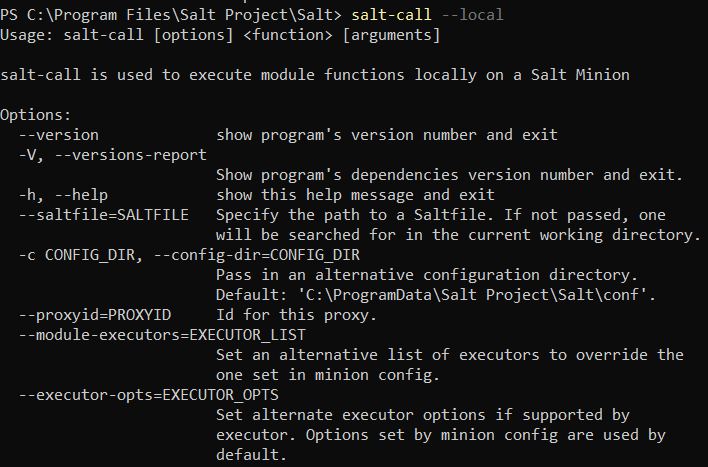 PS C:\Program Files\Salt Project\Salt> salt-call --local
Usage: salt-call [options] <function> [arguments]

salt-call is used to execute module functions locally on a Salt Minion

Options:
  --version             show program's version number and exit
  -V, --versions-report
                        Show program's dependencies version number and exit.
  -h, --help            show this help message and exit
  --saltfile=SALTFILE   Specify the path to a Saltfile. If not passed, one
                        will be searched for in the current working directory.
  -c CONFIG_DIR, --config-dir=CONFIG_DIR
                        Pass in an alternative configuration directory.
                        Default: 'C:\ProgramData\Salt Project\Salt\conf'.
  --proxyid=PROXYID     Id for this proxy.
  --module-executors=EXECUTOR_LIST
                        Set an alternative list of executors to override the
                        one set in minion config.
  --executor-opts=EXECUTOR_OPTS
                        Set alternate executor options if supported by
                        executor. Options set by minion config are used by
                        default.